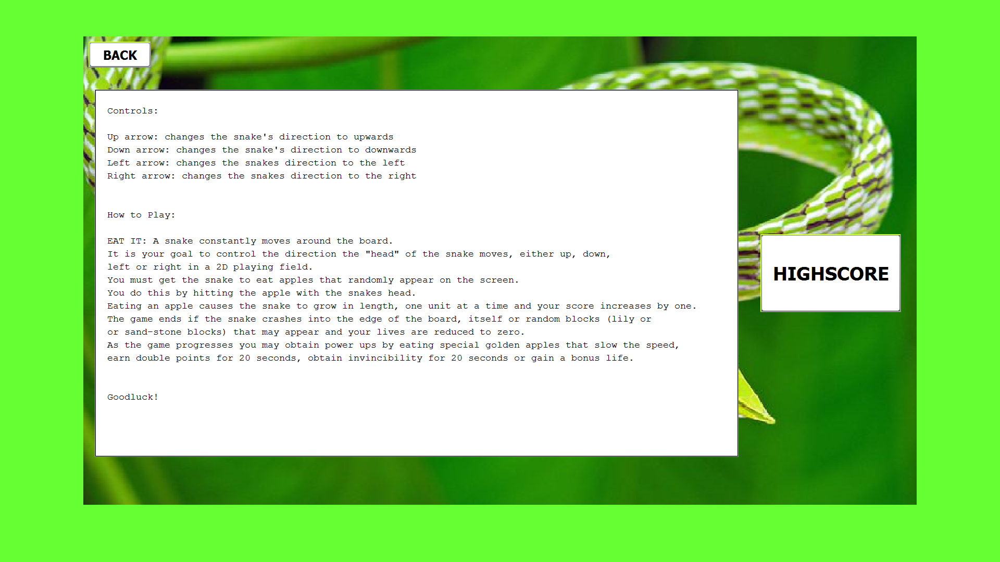 BACK
Controls:
Up arrow: changes the snake's direction to upwards
Down arrow: changes the snake's direction to downwards
Left arrow: changes the snakes direction to the left
Right arrow: changes the snakes direction to the right
How to Play:
EAT IT: A snake constantly moves around the board.
It is your goal to control the direction the "head" of the snake moves, either up, down,
left or right in a 2D playing field.
You must get the snake to eat apples that randomly appear on the screen.
You do this by hitting the apple with the snakes head.
Eating an apple causes the snake to grow in length, one unit at a time and your score increases by one.
The game ends if the snake crashes into the edge of the board, itself or random blocks (lily or
or sand-stone blocks) that may appear and your lives are reduced to zero.
As the game progresses you may obtain power ups by eating special golden apples that slow the speed,
earn double points for 20 seconds, obtain invincibility for 20 seconds or gain a bonus life.
Goodluck!
HIGHSCORE